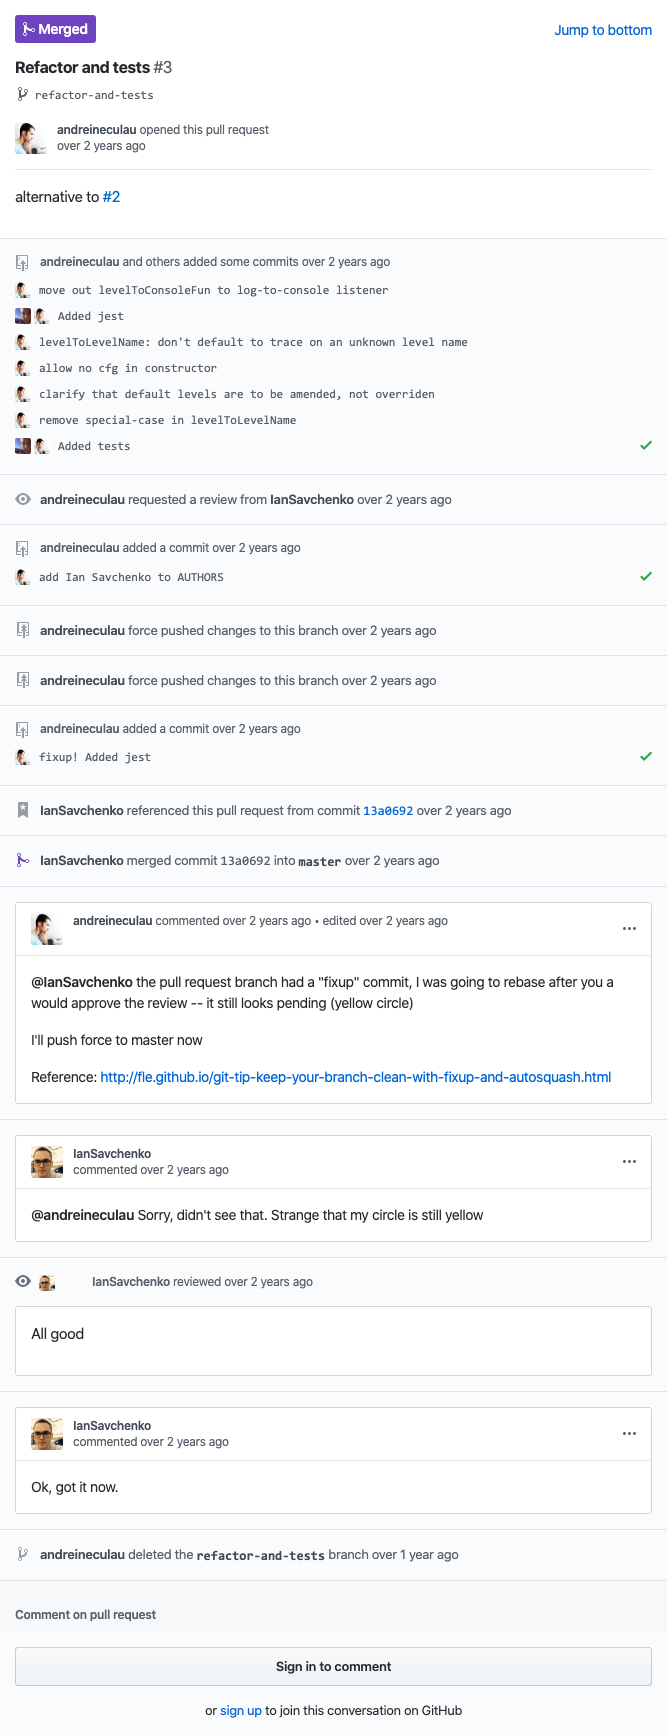 Merged
Jump to bottom
Refactor and tests #3
refactor-and-tests
andreineculau opened this pull request
over 2 years ago
alternative to #2
andreineculau and others added some commits over 2 years ago
move out levelToConsoleFun to log-to-console listener
Added jest
levelToLevelName: don't default to trace on an unknown level name
allow no cfg in constructor
clarify that default levels are to be amended, not overriden
remove special-case in levelToLevelName
Added tests
andreineculau requested a review from IanSavchenko over 2 years ago
andreineculau added a commit over 2 years ago
add Ian Savchenko to AUTHORS
andreineculau force pushed changes to this branch over 2 years ago
andreineculau force pushed changes to this branch over 2 years ago
andreineculau added a commit over 2 years ago
fixup! Added jest
IanSavchenko referenced this pull request from commit 13a0692 over 2 years ago
IanSavchenko merged commit 13a0692 into master over 2 years ago
andreineculau commented over 2 years ago • edited over 2 years ago
@IanSavchenko the pull request branch had a "fixup" commit, I was going to rebase after you a
would approve the review -- it still looks pending (yellow circle)
I'll push force to master now
Reference: http://fle.github.io/git-tip-keep-your-branch-clean-with-fixup-and-autosquash.html
IanSavchenko
commented over 2 years ago
@andreineculau Sorry, didn't see that. Strange that my circle is still yellow
IanSavchenko reviewed over 2 years ago
All good
IanSavchenko
commented over 2 years ago
Ok, got it now.
andreineculau deleted the refactor-and-tests branch over 1 year ago
Comment on pull request
Sign in to comment
or sign up to join this conversation on GitHub